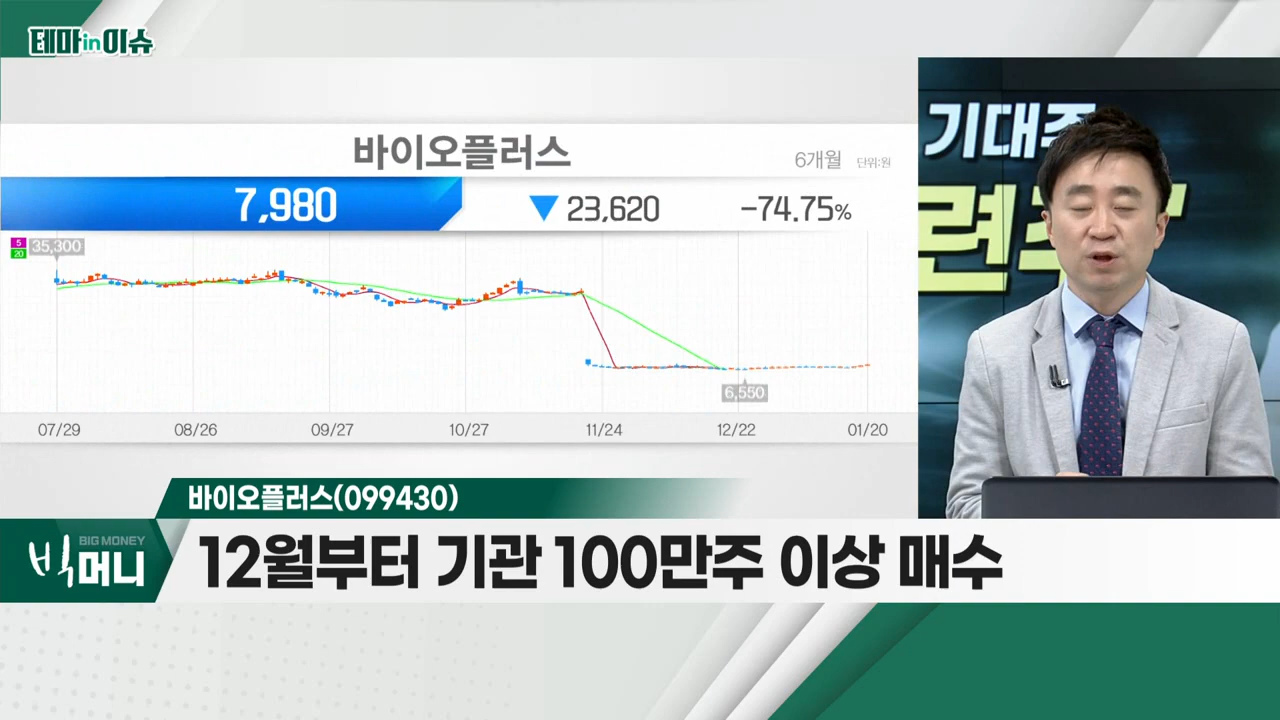 테마in이슈
바이오플러스
6개월 단위:원
7,980 ▼ 23,620 -74.75%
5
20
35,300
6,550
07/29 08/26 09/27 10/27 11/24 12/22 01/20
기대주
련주
바이오플러스(099430)
BIG MONEY
빅머니
12월부터 기관 100만주 이상 매수